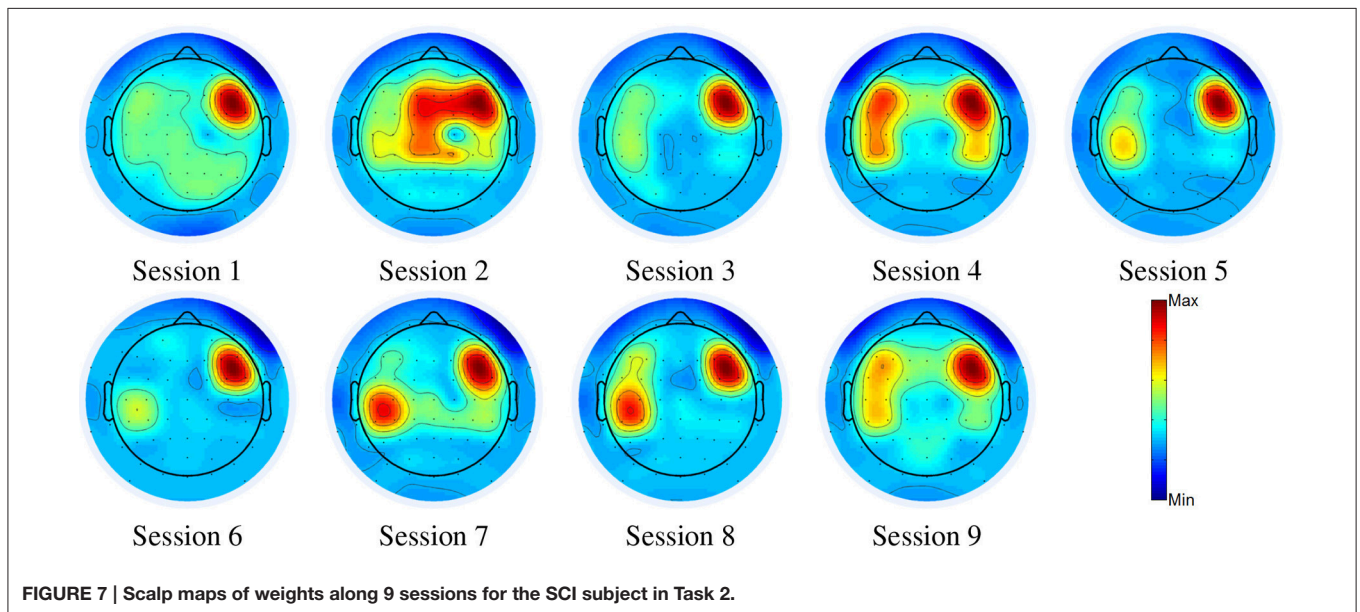 Session 1 Session 2 Session 3 Session 4 Session 5
Max
Min
Session 6 Session 7 Session 8 Session 9
FIGURE 7 | Scalp maps of weights along 9 sessions for the SCI subject in Task 2.